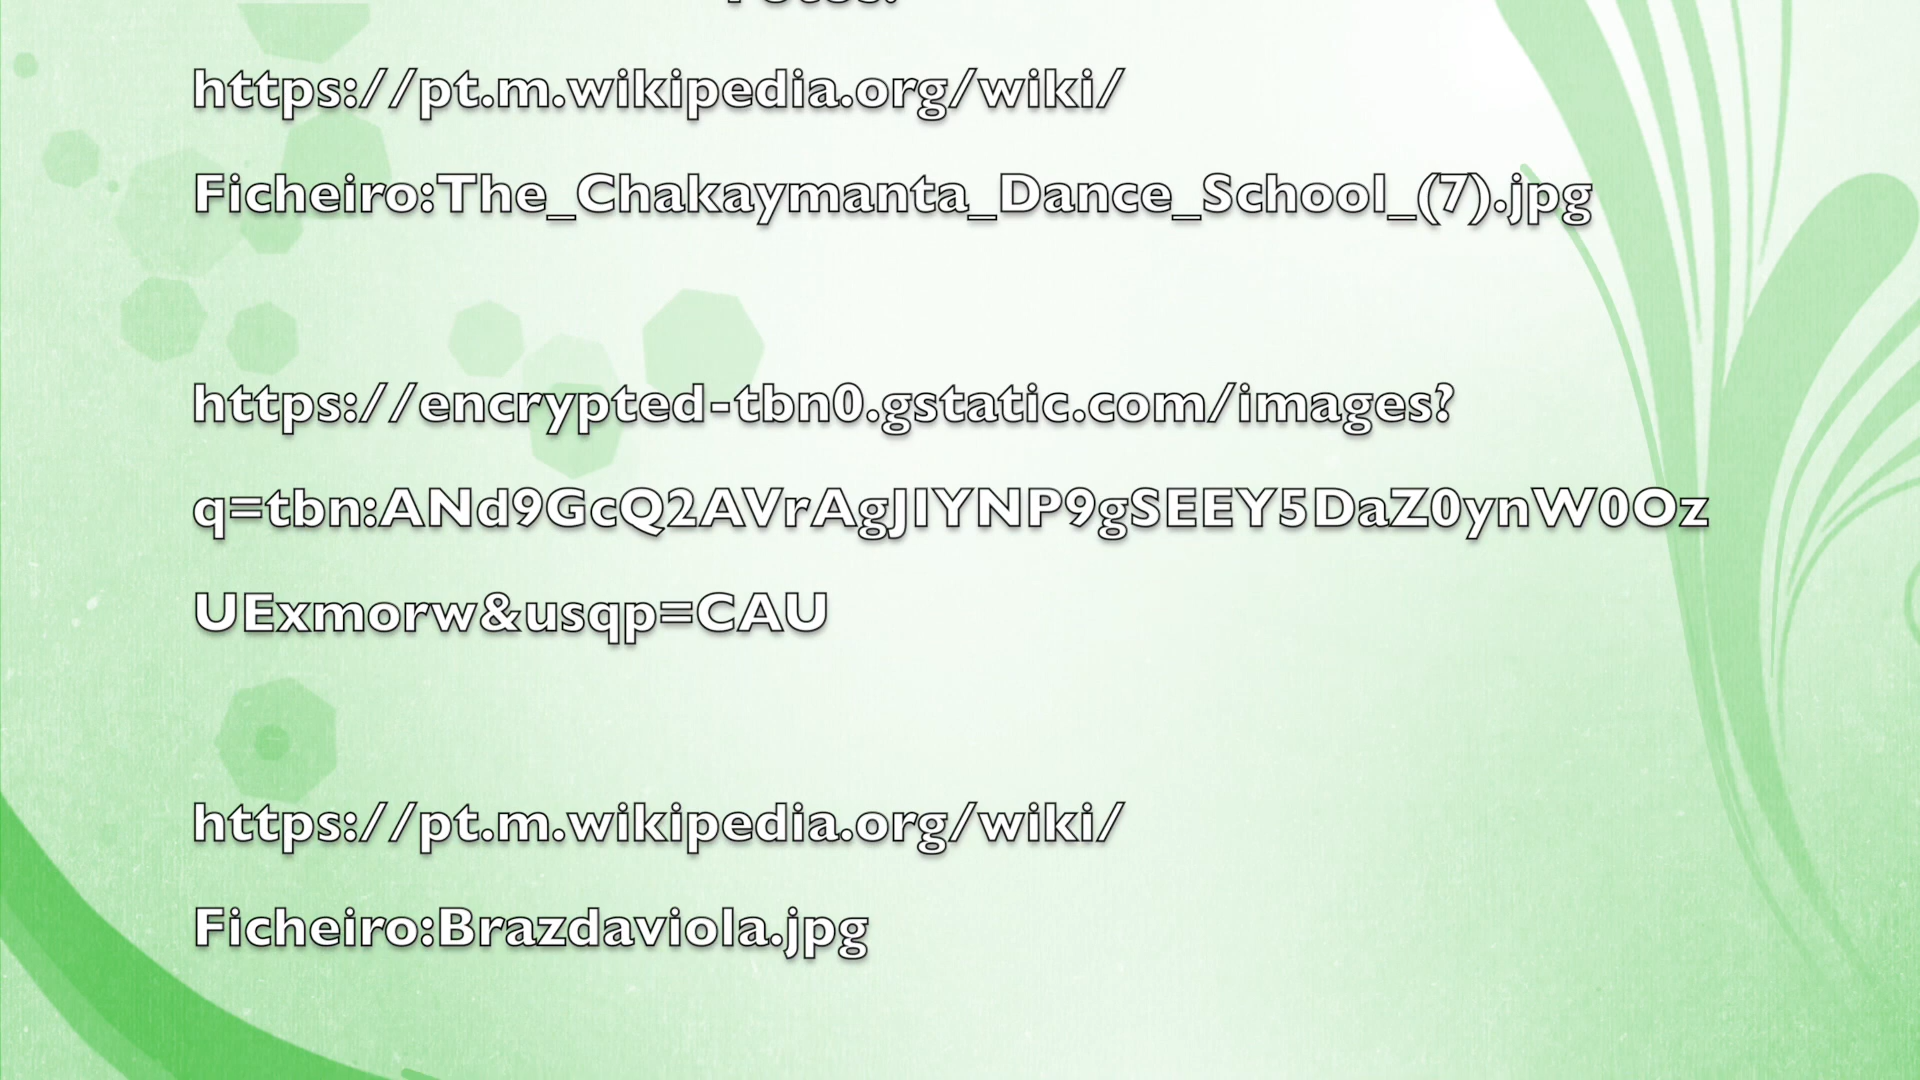 https://pt.m.wikipedia.org/wiki/
Ficheiro:The_Chakaymanta_Dance_School_(7).jpg
https://encrypted-tbn0.gstatic.com/images?
q=tbn:ANd9GcQ2AVrAgJIYNP9gSEEY5DaZ0ynW0Oz
UExmorw&usqp=CAU
https://pt.m.wikipedia.org/wiki/
Ficheiro:Brazdaviola.jpg